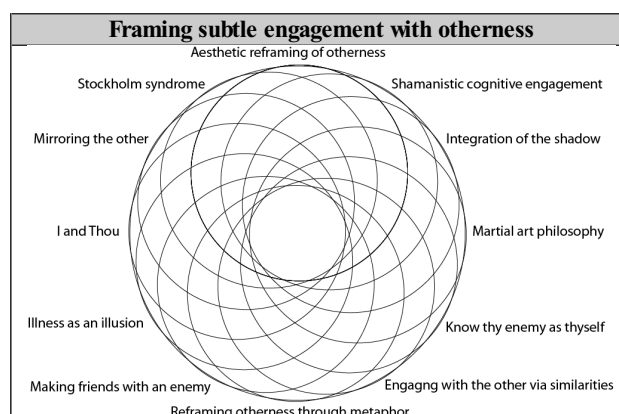 Framing subtle engagement with otherness
Aesthetic reframing of otherness
Stockholm syndrome
Shamanistic cognitive engagement
Mirroring the other
Integration of the shadow
I and Thou
Martial art philosophy
Illness as an illusion
Know thy enemy as thyself
Making friends with an enemy
Engagng with the other via similarities
Reframing otherness through metaphor